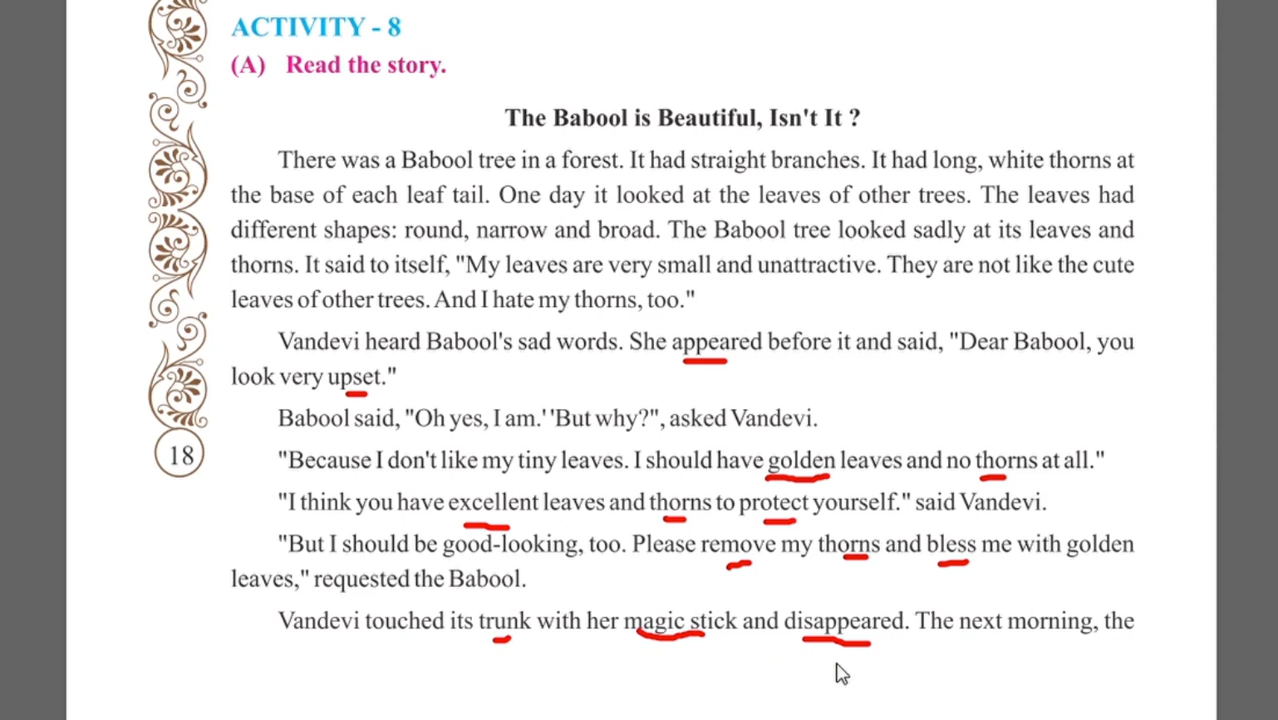 ACTIVITY - 8
(A) Read the story.
The Babool is Beautiful, Isn't It ?
There was a Babool tree in a forest. It had straight branches. It had long, white thorns at
the base of each leaf tail. One day it looked at the leaves of other trees. The leaves had
different shapes: round, narrow and broad. The Babool tree looked sadly at its leaves and
thorns. It said to itself, "My leaves are very small and unattractive. They are not like the cute
leaves of other trees. And I hate my thorns, too."
Vandevi heard Babool's sad words. She appeared before it and said, "Dear Babool, you
look very upset."
Babool said, "Oh yes, I am.' 'But why?", asked Vandevi.
"Because I don't like my tiny leaves. I should have golden leaves and no thorns at all."
18
"I think you have excellent leaves and thorns to protect yourself." said Vandevi.
"But I should be good-looking, too. Please remove my thorns and bless me with golden
leaves," requested the Babool.
Vandevi touched its trunk with her magic stick and disappeared. The next morning, the